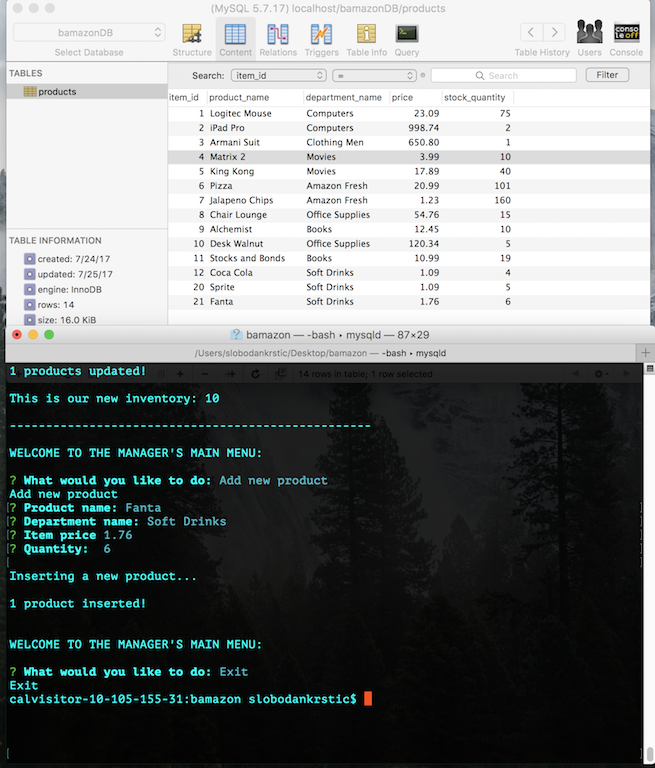 (MySQL 5.7.17) localhost/bamazonDB/products
bamazonDB
Select Database
Structure Content Relations Triggers Table Info Query
Table History Users Console
conso
le off
TABLES
products
Search: item_id = Search Filter
item_id product_name department_name price stock_quantity
1 Logitec Mouse Computers 23.09 75
2 iPad Pro Computers 998.74 2
3 Armani Suit Clothing Men 650.80 1
4 Matrix 2 Movies 3.99 10
5 King Kong Movies 17.89 40
6 Pizza Amazon Fresh 20.99 101
7 Jalapeno Chips Amazon Fresh 1.23 160
8 Chair Lounge Office Supplies 54.76 15
9 Alchemist Books 12.45 10
10 Desk Walnut Office Supplies 120.34 5
11 Stocks and Bonds Books 10.99 19
12 Coca Cola Soft Drinks 1.09 4
20 Sprite Soft Drinks 1.09 5
21 Fanta Soft Drinks 1.76 6
TABLE INFORMATION
created: 7/24/17
updated: 7/25/17
engine: InnoDB
rows: 14
size: 16.0 KiB
bamazon — -bash ▸ mysqld — 87×29
/Users/slobodankrstic/Desktop/bamazon — -bash ▸ mysqld +
1 products updated!
14 rows in table; 1 row selected
This is our new inventory: 10
--------------------------------------------------
WELCOME TO THE MANAGER'S MAIN MENU:
? What would you like to do: Add new product
Add new product
? Product name: Fanta
? Department name: Soft Drinks
? Item price 1.76
? Quantity: 6
Inserting a new product...
1 product inserted!
WELCOME TO THE MANAGER'S MAIN MENU:
? What would you like to do: Exit
Exit
calvisitor-10-105-155-31:bamazon slobodankrstic$